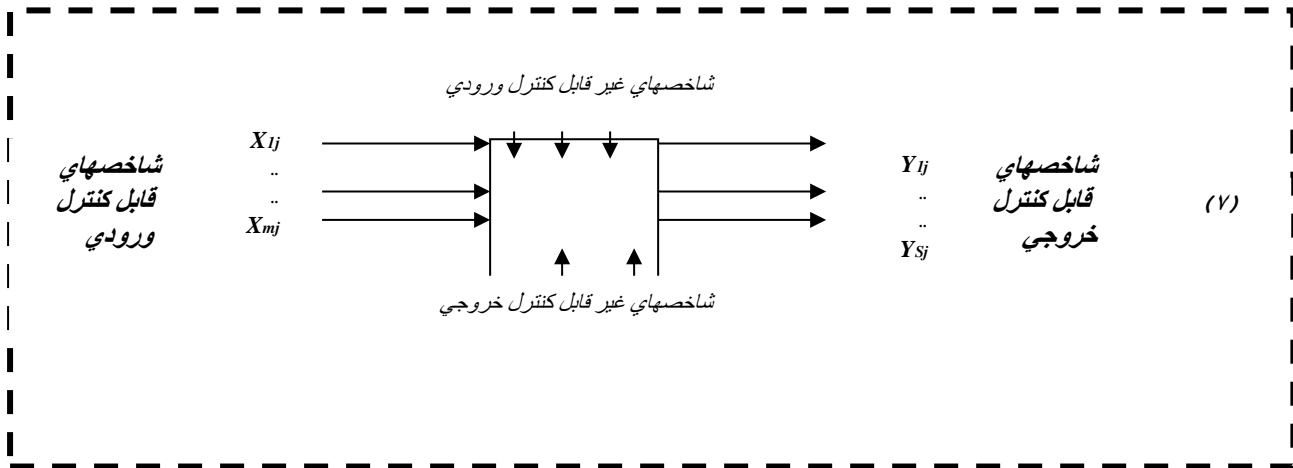 شاخصهاي غير قابل كنترل ورودي
X1j
..
..
Xmj
شاخصهاي
قابل كنترل
ورودي
Y1j
..
..
YSj
شاخصهاي
قابل كنترل
خروجي
(٧)
شاخصهاي غير قابل كنترل خروجي